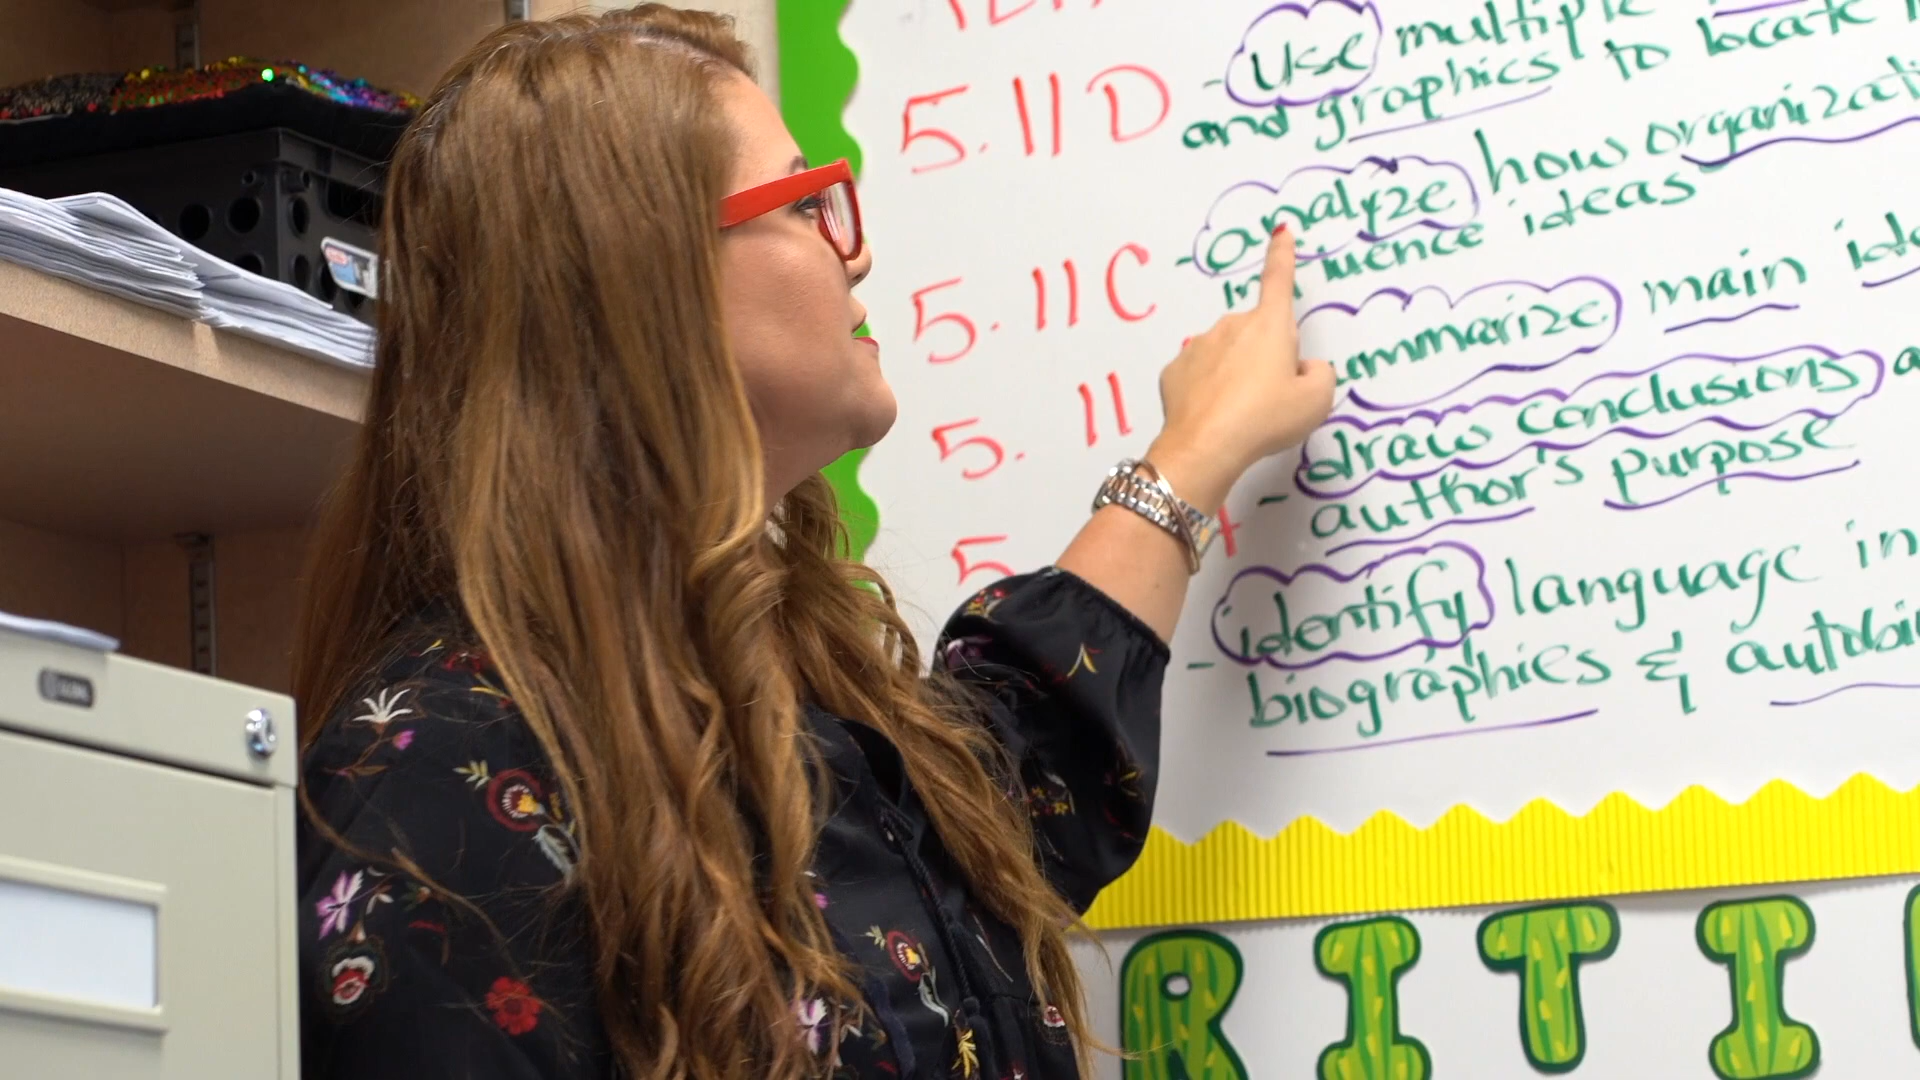 - Use multiple
5.11D and graphics to locate
- analyze how organizati
5.11C influence ideas
summarize main ide
5.11 draw conclusions
- author's purpose
5.
- identify language in
biographies & autobi
RITI